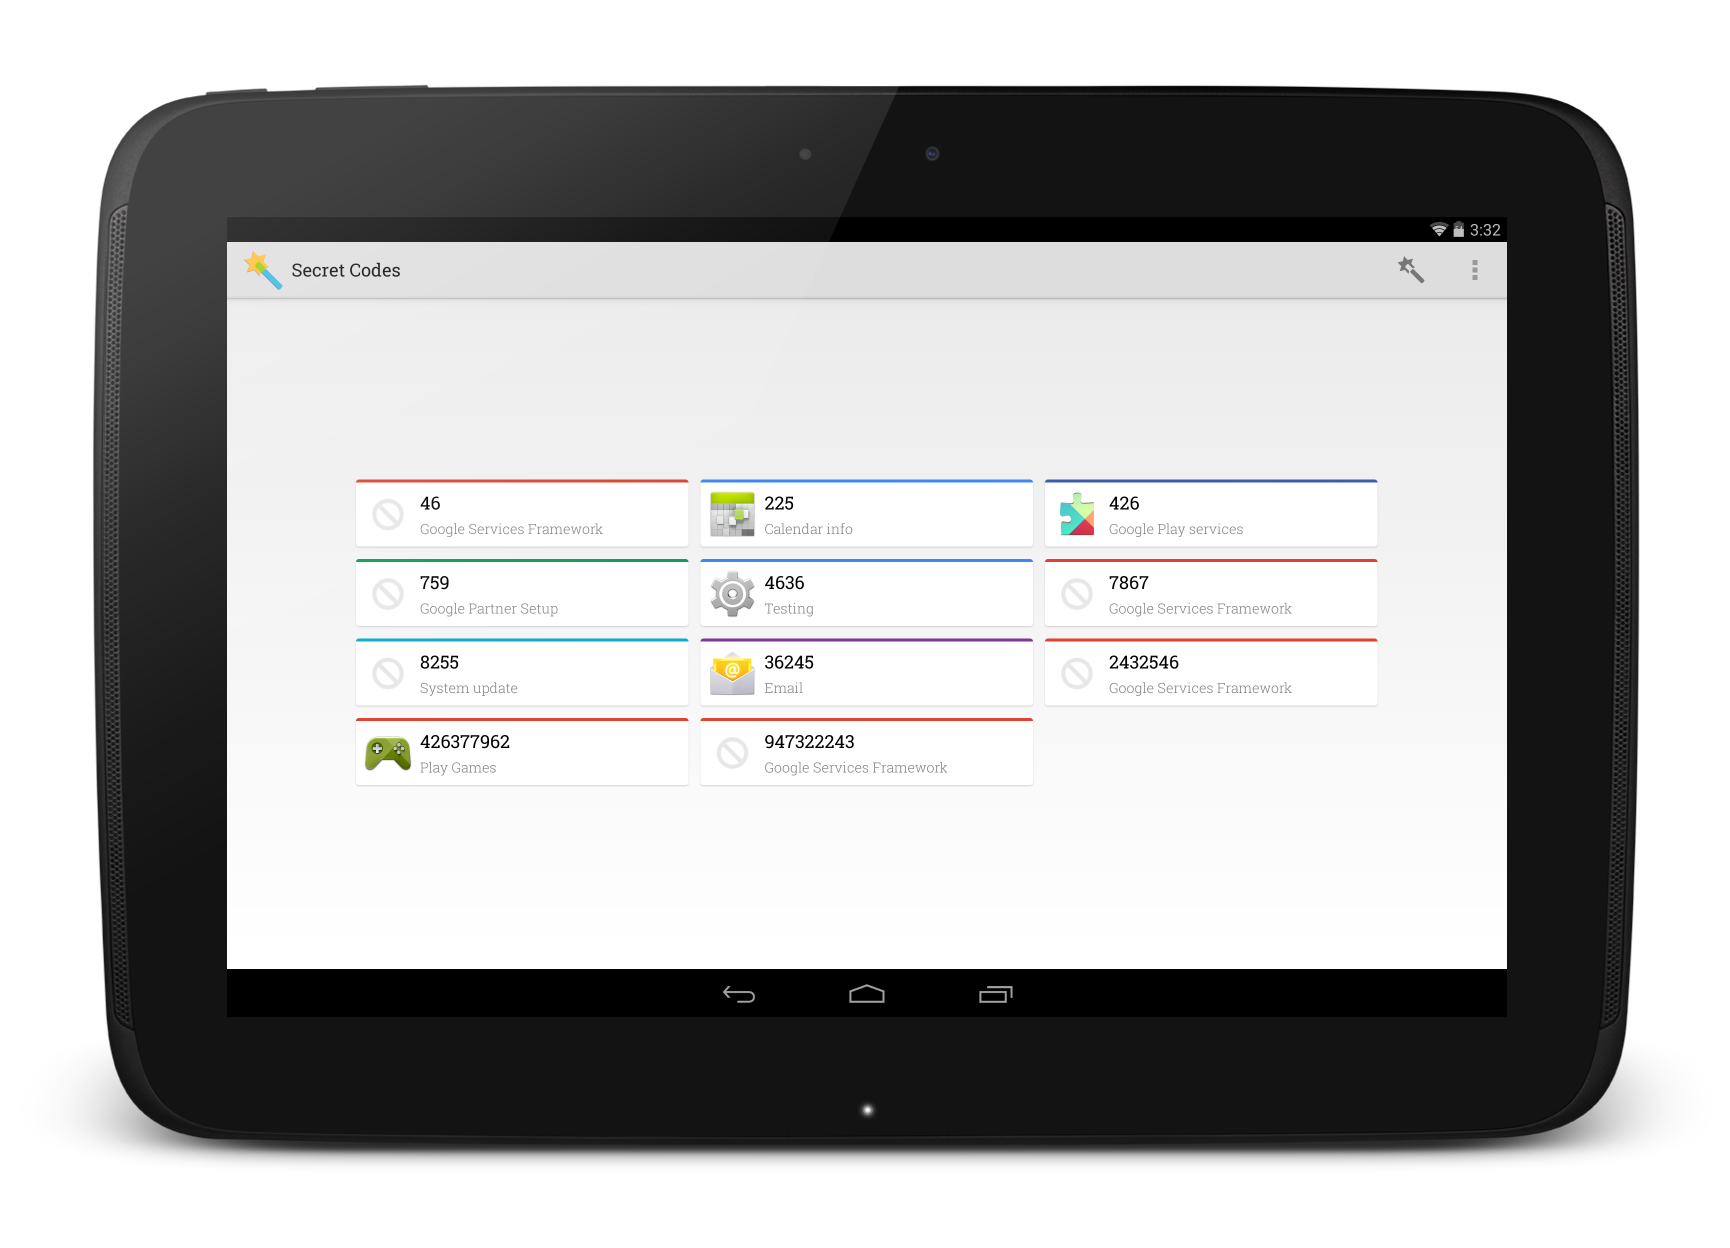 3:32
Secret Codes
46
Google Services Framework
225
Calendar info
426
Google Play services
759
Google Partner Setup
4636
Testing
7867
Google Services Framework
8255
System update
36245
Email
2432546
Google Services Framework
426377962
Play Games
947322243
Google Services Framework